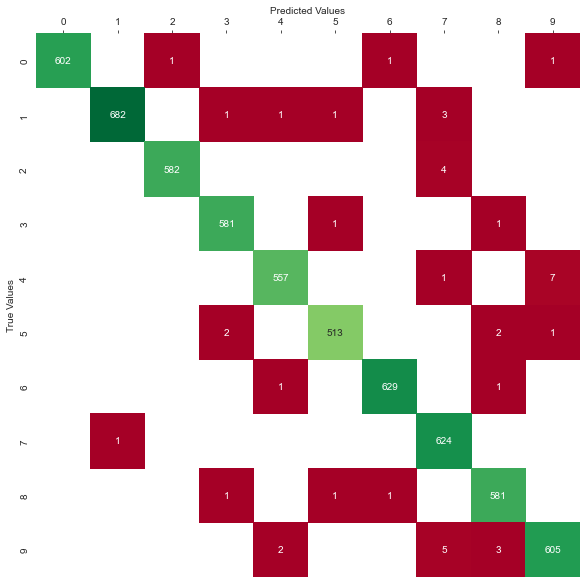 Predicted Values
0 1 2 3 4 5 6 7 8 9
True Values
0 602 1 1 1
1 682 1 1 1 3
2 582 4
3 581 1 1
4 557 1 7
5 2 513 2 1
6 1 629 1
7 1 624
8 1 1 1 581
9 2 5 3 605